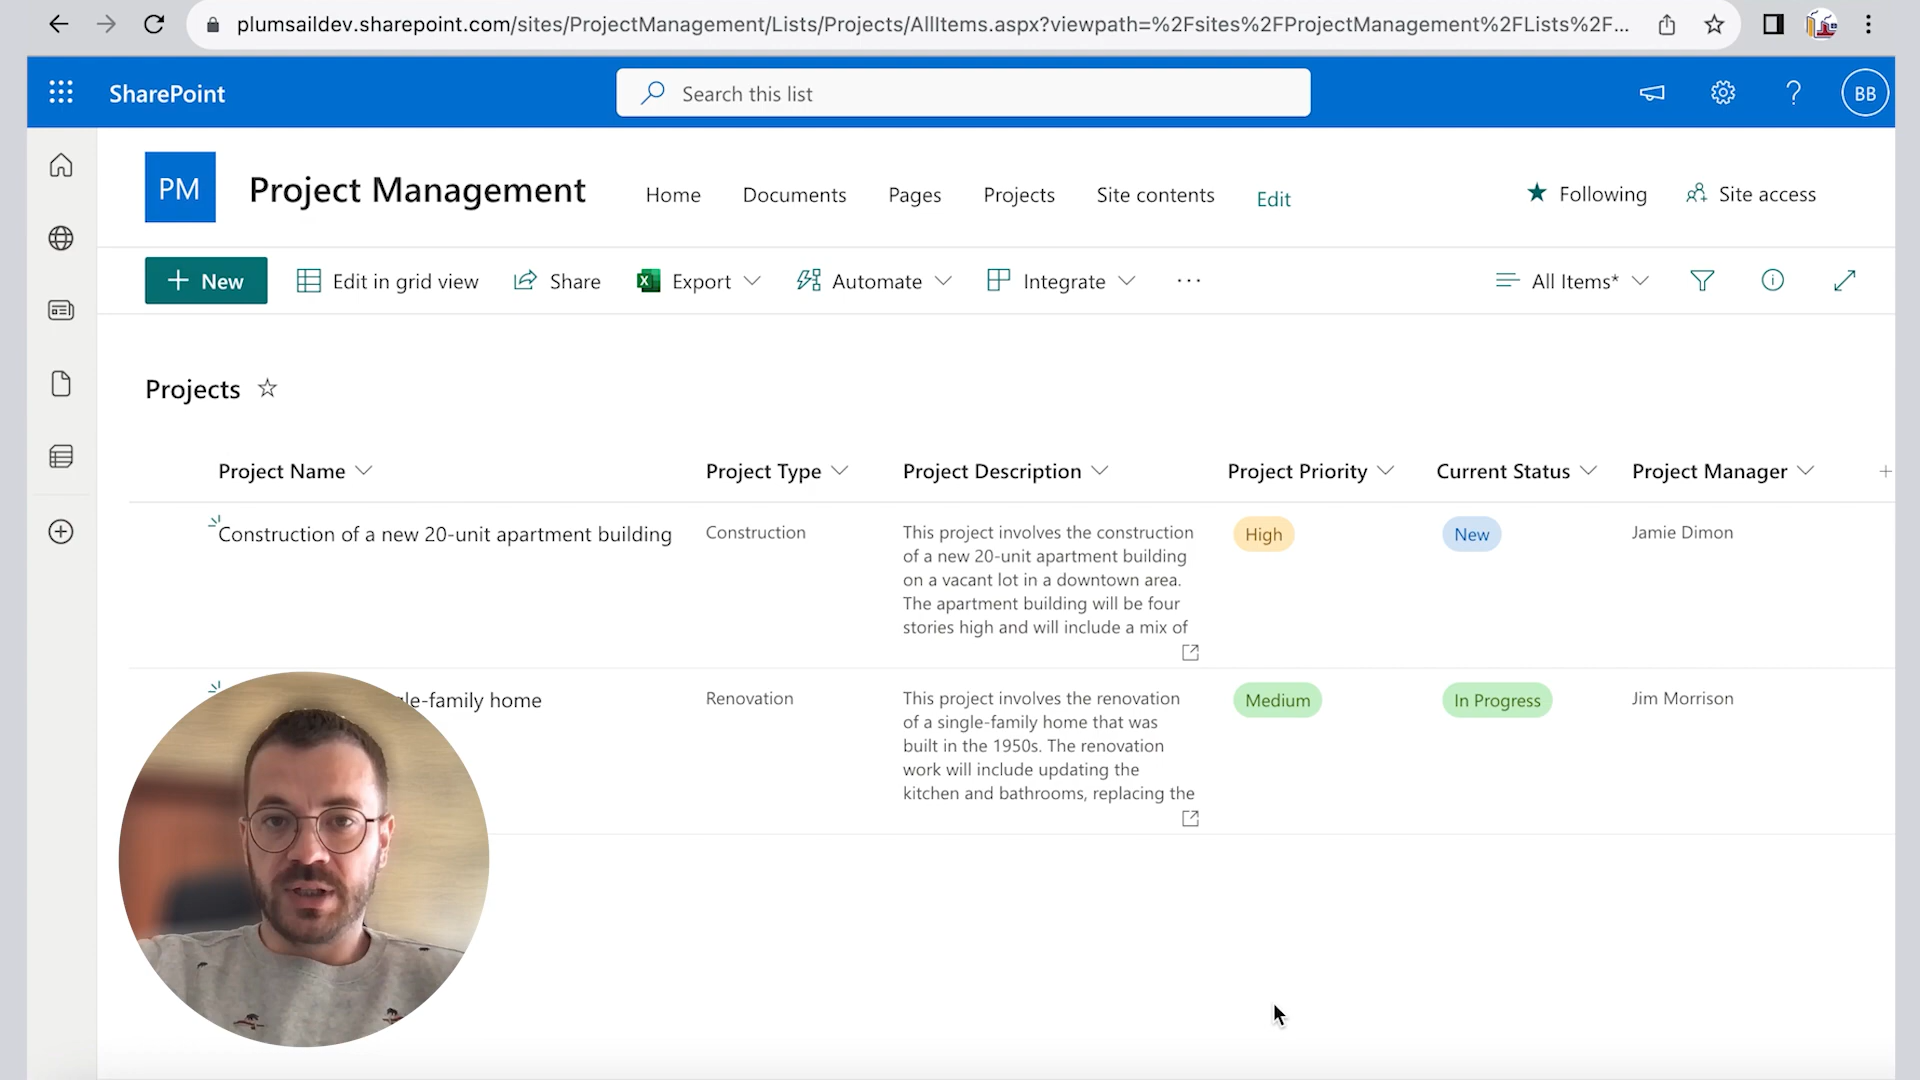 plumsaildev.sharepoint.com/sites/ProjectManagement/Lists/Projects/AllItems.aspx?viewpath=%2Fsites%2FProjectManagement%2FLists%2F...
SharePoint
Search this list
BB
PM
Project Management
Home
Documents
Pages
Projects
Site contents
Edit
Following
Site access
New
Edit in grid view
Share
Export
Automate
Integrate
All Items*
Projects
Project Name
Project Type
Project Description
Project Priority
Current Status
Project Manager
Construction of a new 20-unit apartment building
Construction
This project involves the construction
of a new 20-unit apartment building
on a vacant lot in a downtown area.
The apartment building will be four
stories high and will include a mix of
High
New
Jamie Dimon
gle-family home
Renovation
This project involves the renovation
of a single-family home that was
built in the 1950s. The renovation
work will include updating the
kitchen and bathrooms, replacing the
Medium
In Progress
Jim Morrison